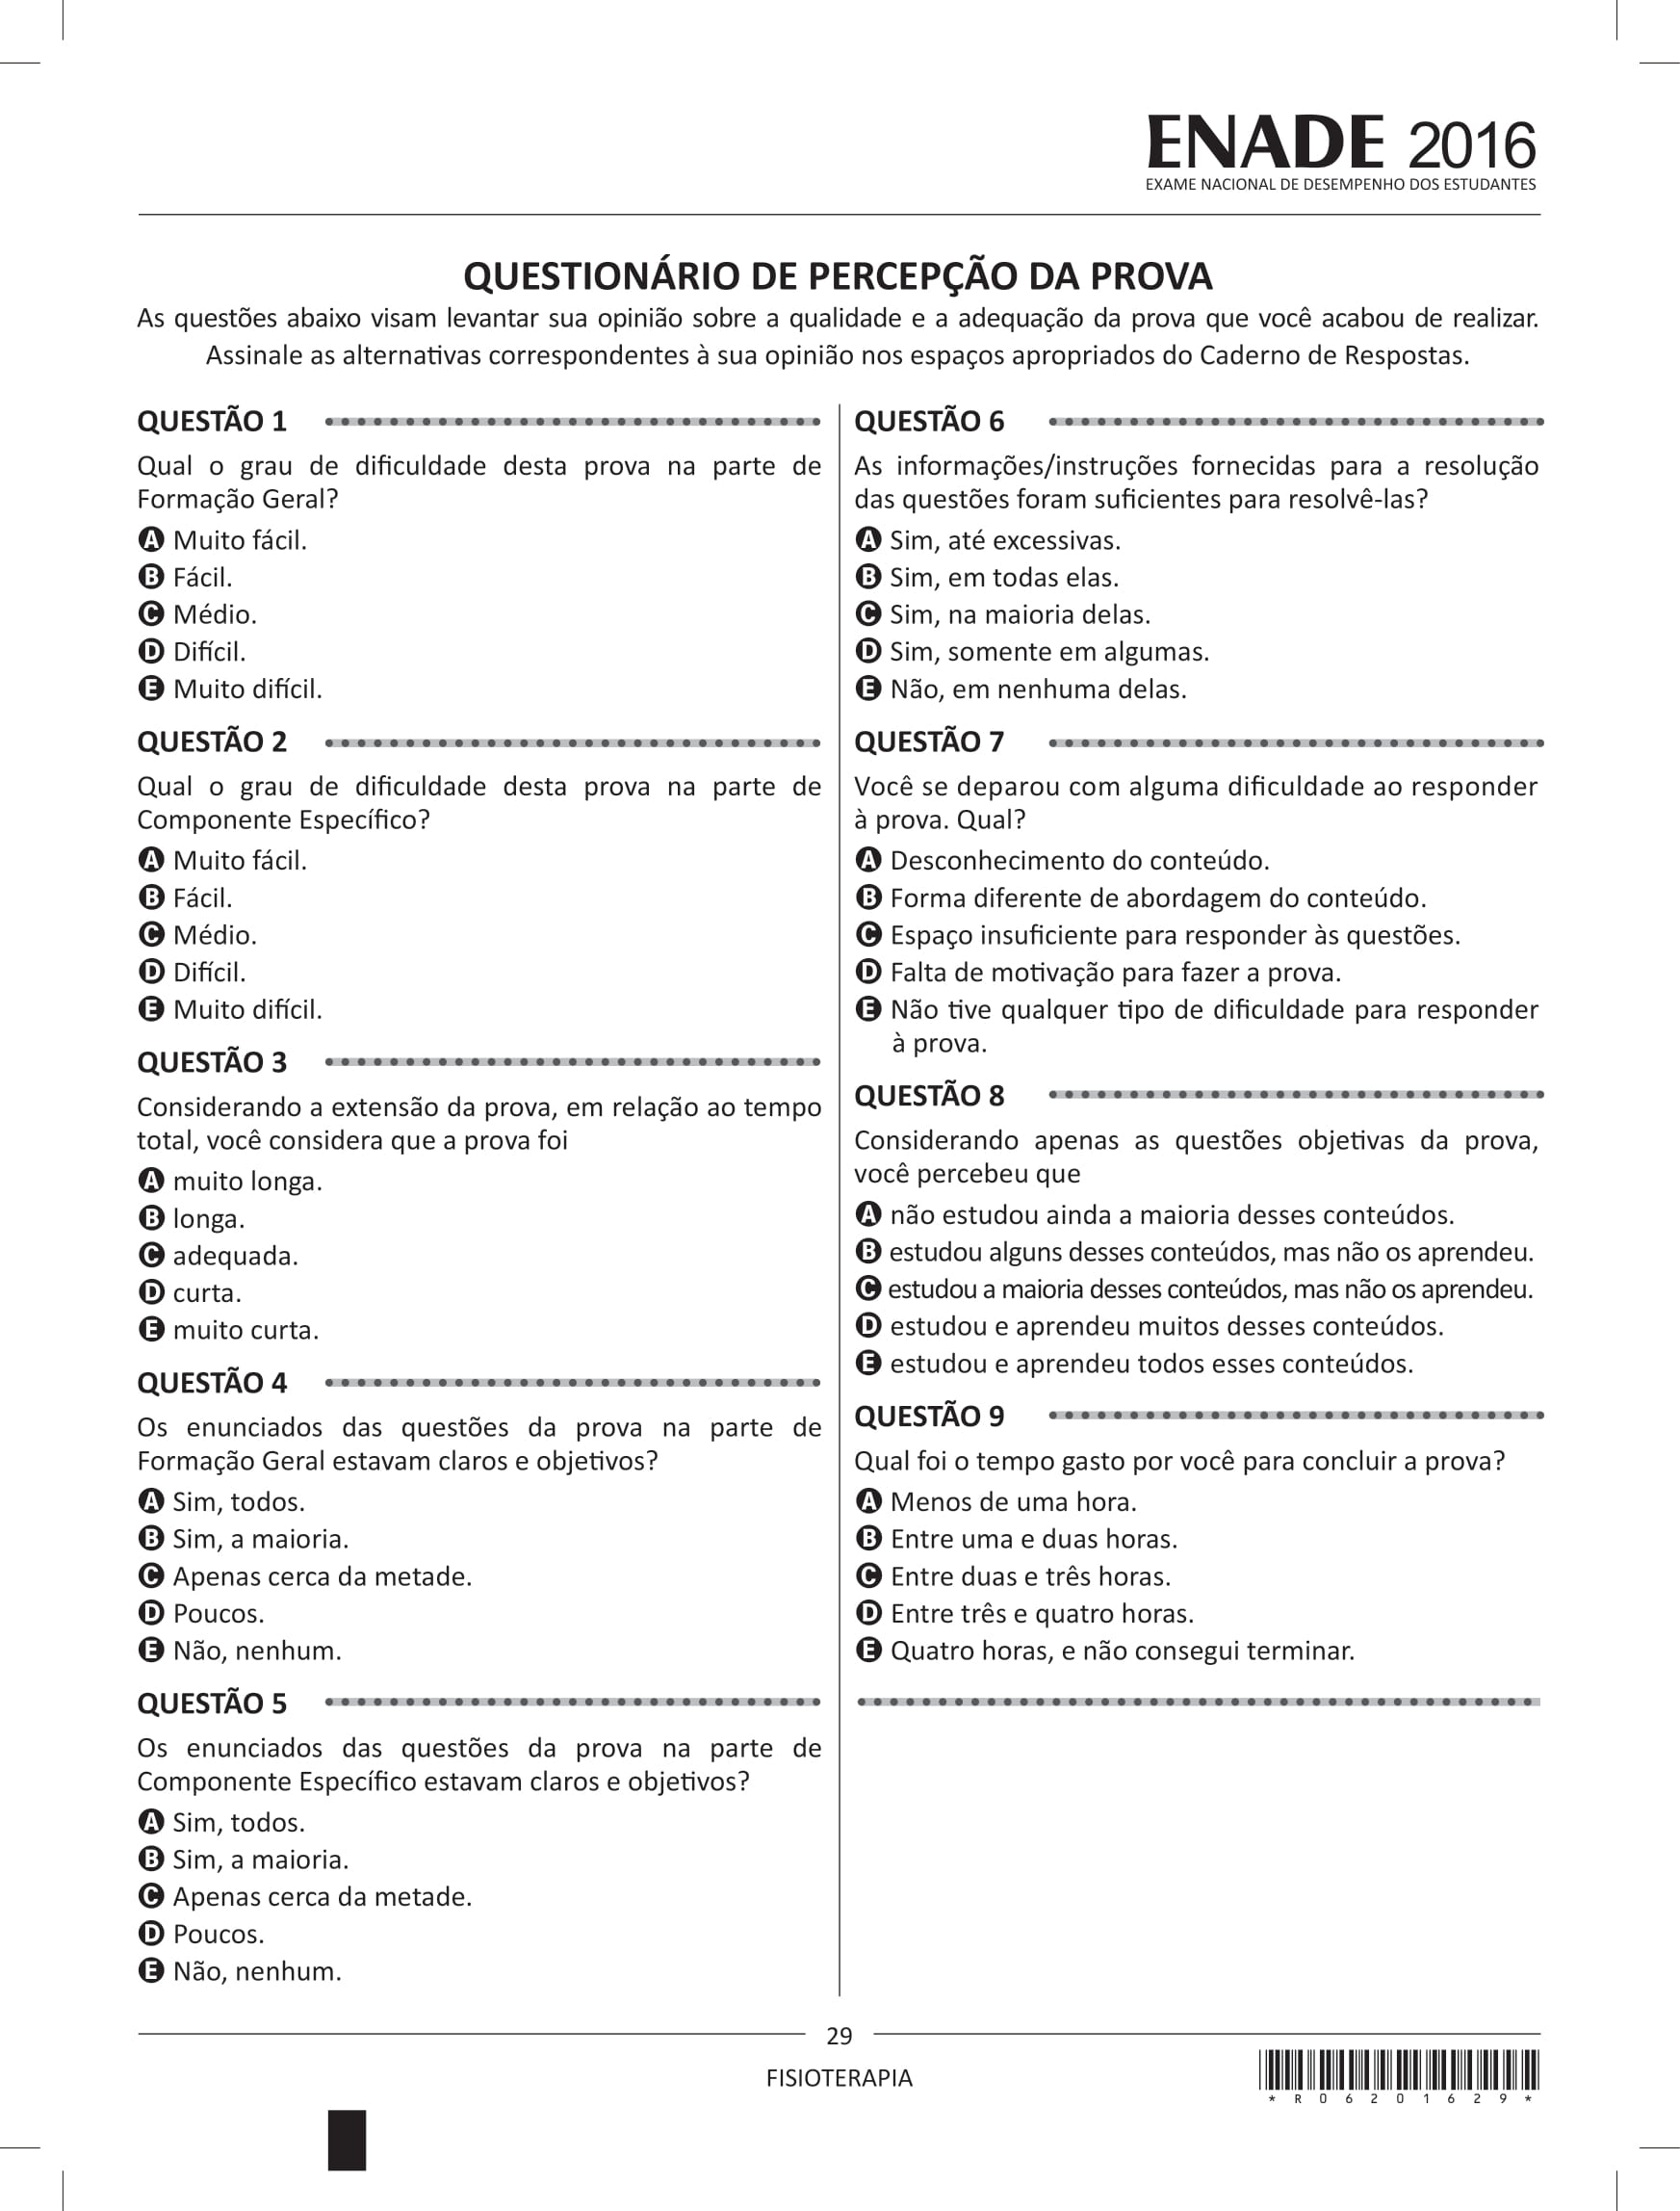 ENADE 2016
EXAME NACIONAL DE DESEMPENHO DOS ESTUDANTES
QUESTIONÁRIO DE PERCEPÇÃO DA PROVA
As questões abaixo visam levantar sua opinião sobre a qualidade e a adequação da prova que você acabou de realizar.
Assinale as alternativas correspondentes à sua opinião nos espaços apropriados do Caderno de Respostas.
QUESTÃO 1
Qual o grau de dificuldade desta prova na parte de
Formação Geral?
A Muito fácil.
B Fácil.
C Médio.
D Difícil.
E Muito difícil.
QUESTÃO 2
Qual o grau de dificuldade desta prova na parte de
Componente Específico?
A Muito fácil.
B Fácil.
C Médio.
D Difícil.
E Muito difícil.
QUESTÃO 3
Considerando a extensão da prova, em relação ao tempo
total, você considera que a prova foi
A muito longa.
B longa.
C adequada.
D curta.
E muito curta.
QUESTÃO 4
Os enunciados das questões da prova na parte de
Formação Geral estavam claros e objetivos?
A Sim, todos.
B Sim, a maioria.
C Apenas cerca da metade.
D Poucos.
E Não, nenhum.
QUESTÃO 5
Os enunciados das questões da prova na parte de
Componente Específico estavam claros e objetivos?
A Sim, todos.
B Sim, a maioria.
C Apenas cerca da metade.
D Poucos.
E Não, nenhum.
QUESTÃO 6
As informações/instruções fornecidas para a resolução
das questões foram suficientes para resolvê-las?
A Sim, até excessivas.
B Sim, em todas elas.
C Sim, na maioria delas.
D Sim, somente em algumas.
E Não, em nenhuma delas.
QUESTÃO 7
Você se deparou com alguma dificuldade ao responder
à prova. Qual?
A Desconhecimento do conteúdo.
B Forma diferente de abordagem do conteúdo.
C Espaço insuficiente para responder às questões.
D Falta de motivação para fazer a prova.
E Não tive qualquer tipo de dificuldade para responder
à prova.
QUESTÃO 8
Considerando apenas as questões objetivas da prova,
você percebeu que
A não estudou ainda a maioria desses conteúdos.
B estudou alguns desses conteúdos, mas não os aprendeu.
C estudou a maioria desses conteúdos, mas não os aprendeu.
D estudou e aprendeu muitos desses conteúdos.
E estudou e aprendeu todos esses conteúdos.
QUESTÃO 9
Qual foi o tempo gasto por você para concluir a prova?
A Menos de uma hora.
B Entre uma e duas horas.
C Entre duas e três horas.
D Entre três e quatro horas.
E Quatro horas, e não consegui terminar.
29
FISIOTERAPIA
* R 0 6 2 0 1 6 2 9 *